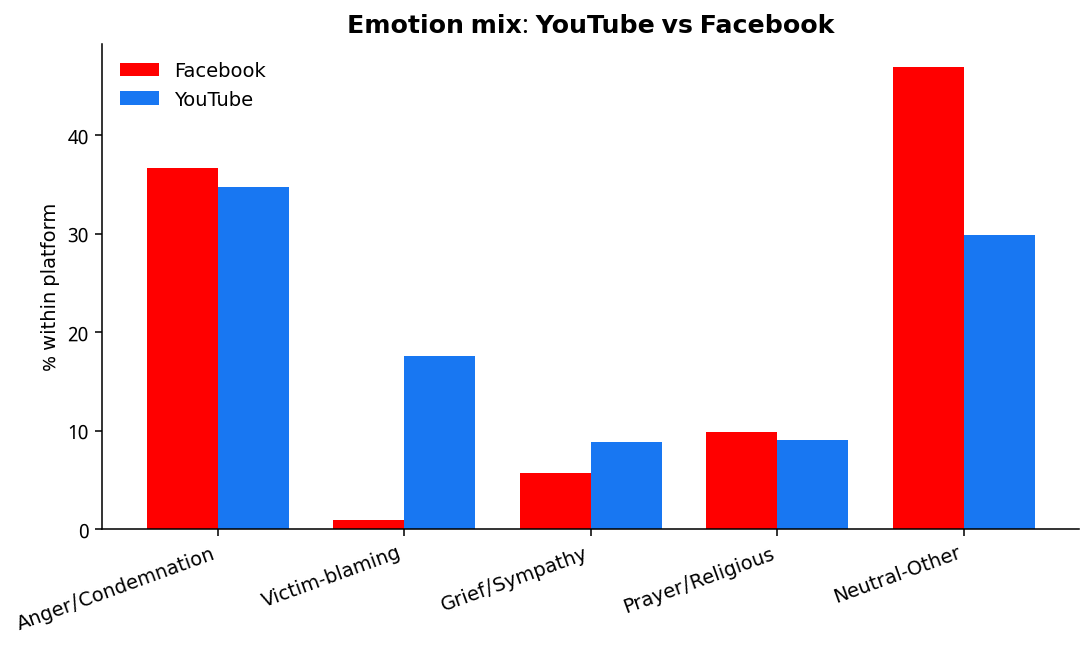 Emotion mix: YouTube vs Facebook
Facebook
YouTube
% within platform
40
30
20
10
0
Anger/Condemnation
Victim-blaming
Grief/Sympathy
Prayer/Religious
Neutral-Other